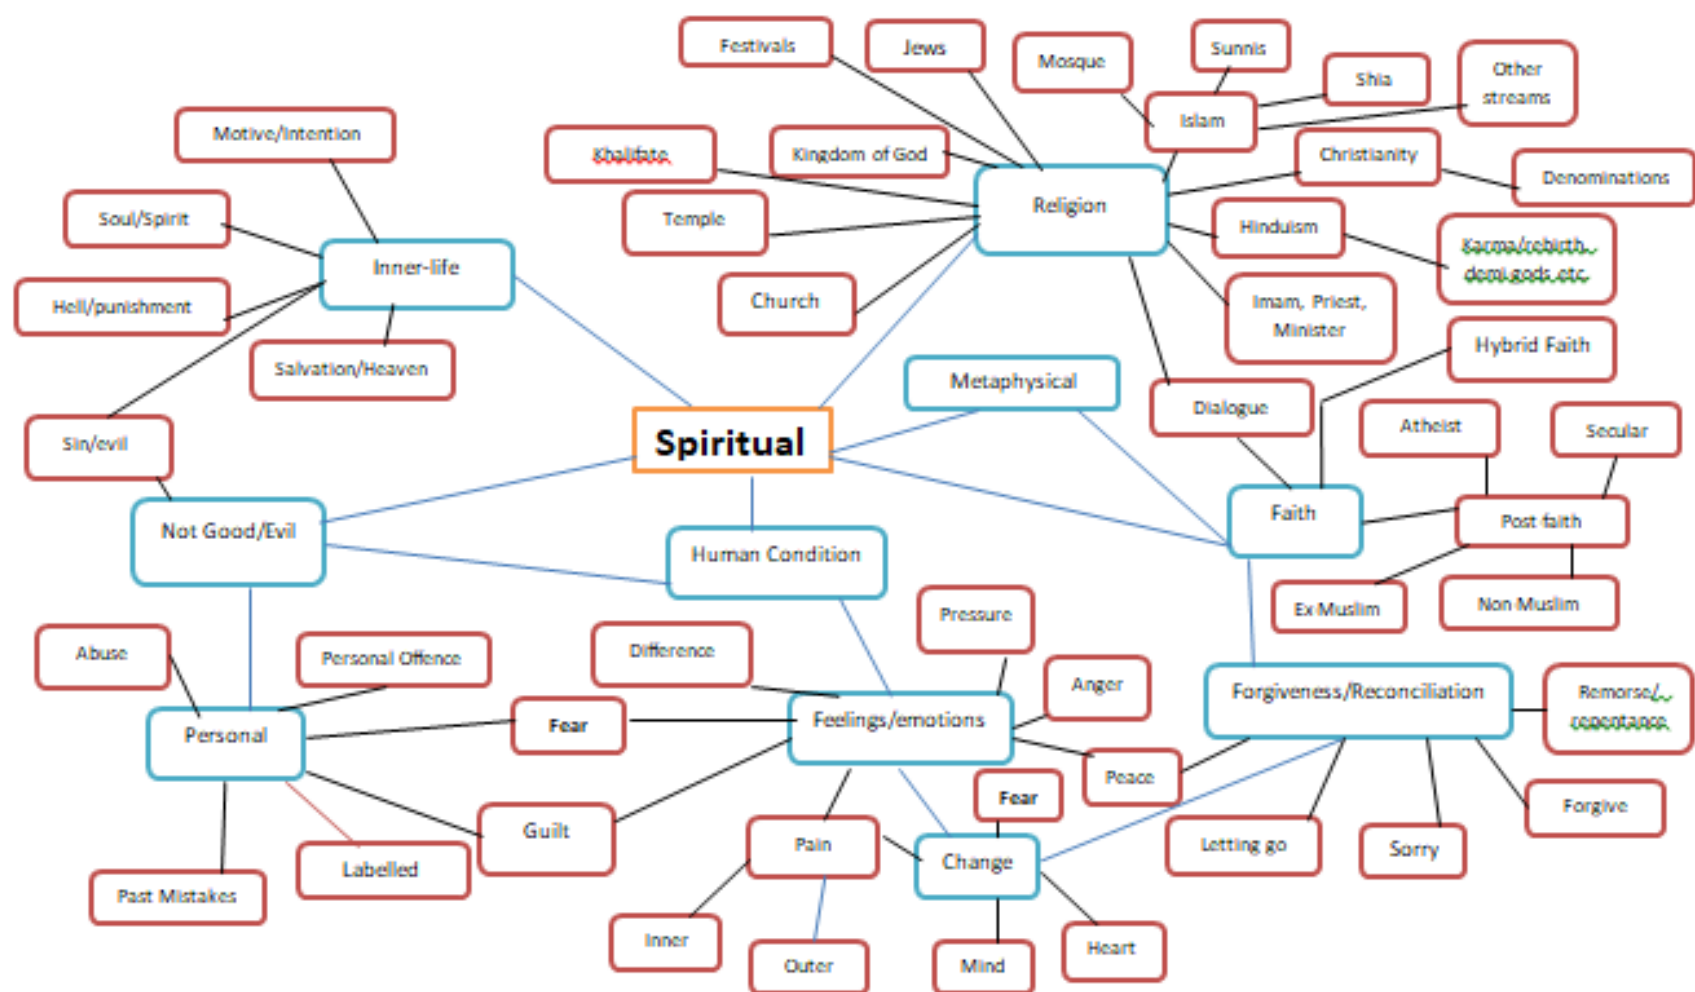 Festivals
Jews
Mosque
Sunnis
Shia
Other
streams
Motive/Intention
Khalifate
Kingdom of God
Islam
Christianity
Denominations
Soul/Spirit
Temple
Religion
Hinduism
Karma/rebirth
demi gods etc
Inner-life
Hell/punishment
Church
Imam, Priest,
Minister
Hybrid Faith
Salvation/Heaven
Metaphysical
Dialogue
Atheist
Secular
Sin/evil
Spiritual
Not Good/Evil
Human Condition
Faith
Post faith
Ex Muslim
Non Muslim
Abuse
Personal Offence
Difference
Pressure
Anger
Forgiveness/Reconciliation
Remorse/
repentance
Personal
Fear
Feelings/emotions
Peace
Fear
Forgive
Guilt
Pain
Change
Letting go
Sorry
Past Mistakes
Labelled
Inner
Outer
Mind
Heart